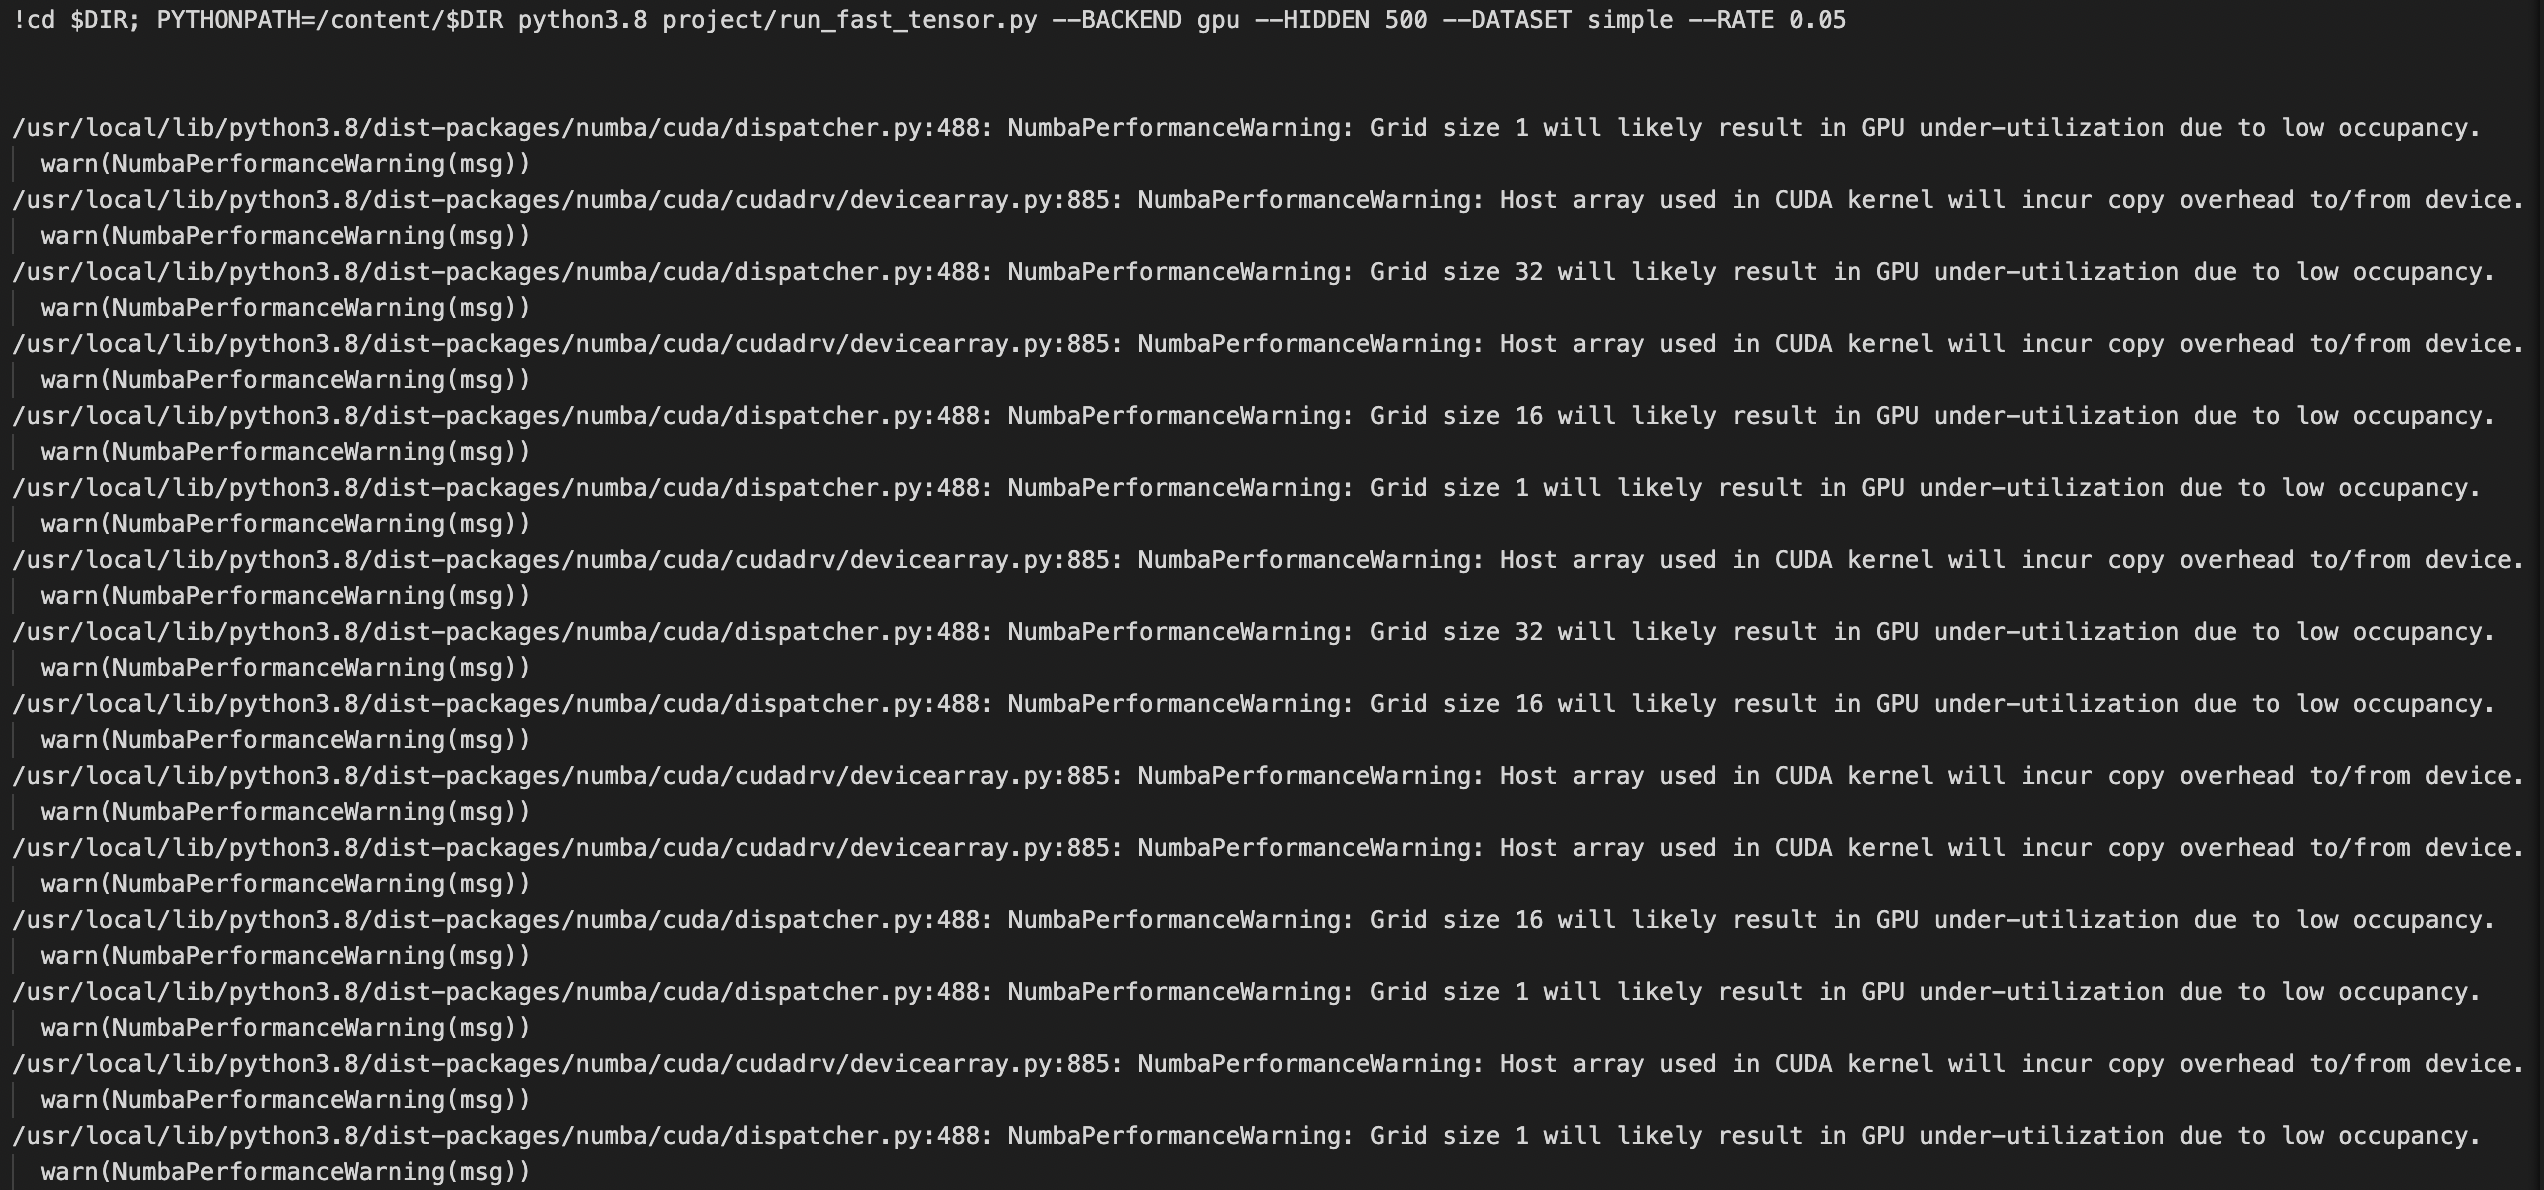 !cd $DIR; PYTHONPATH=/content/$DIR python3.8 project/run_fast_tensor.py --BACKEND gpu --HIDDEN 500 --DATASET simple --RATE 0.05
/usr/local/lib/python3.8/dist-packages/numba/cuda/dispatcher.py:488: NumbaPerformanceWarning: Grid size 1 will likely result in GPU under-utilization due to low occupancy.
warn(NumbaPerformanceWarning(msg))
/usr/local/lib/python3.8/dist-packages/numba/cuda/cudadrv/devicearray.py:885: NumbaPerformanceWarning: Host array used in CUDA kernel will incur copy overhead to/from device.
warn(NumbaPerformanceWarning(msg))
/usr/local/lib/python3.8/dist-packages/numba/cuda/dispatcher.py:488: NumbaPerformanceWarning: Grid size 32 will likely result in GPU under-utilization due to low occupancy.
warn(NumbaPerformanceWarning(msg))
/usr/local/lib/python3.8/dist-packages/numba/cuda/cudadrv/devicearray.py:885: NumbaPerformanceWarning: Host array used in CUDA kernel will incur copy overhead to/from device.
warn(NumbaPerformanceWarning(msg))
/usr/local/lib/python3.8/dist-packages/numba/cuda/dispatcher.py:488: NumbaPerformanceWarning: Grid size 16 will likely result in GPU under-utilization due to low occupancy.
warn(NumbaPerformanceWarning(msg))
/usr/local/lib/python3.8/dist-packages/numba/cuda/dispatcher.py:488: NumbaPerformanceWarning: Grid size 1 will likely result in GPU under-utilization due to low occupancy.
warn(NumbaPerformanceWarning(msg))
/usr/local/lib/python3.8/dist-packages/numba/cuda/cudadrv/devicearray.py:885: NumbaPerformanceWarning: Host array used in CUDA kernel will incur copy overhead to/from device.
warn(NumbaPerformanceWarning(msg))
/usr/local/lib/python3.8/dist-packages/numba/cuda/dispatcher.py:488: NumbaPerformanceWarning: Grid size 32 will likely result in GPU under-utilization due to low occupancy.
warn(NumbaPerformanceWarning(msg))
/usr/local/lib/python3.8/dist-packages/numba/cuda/dispatcher.py:488: NumbaPerformanceWarning: Grid size 16 will likely result in GPU under-utilization due to low occupancy.
warn(NumbaPerformanceWarning(msg))
/usr/local/lib/python3.8/dist-packages/numba/cuda/cudadrv/devicearray.py:885: NumbaPerformanceWarning: Host array used in CUDA kernel will incur copy overhead to/from device.
warn(NumbaPerformanceWarning(msg))
/usr/local/lib/python3.8/dist-packages/numba/cuda/cudadrv/devicearray.py:885: NumbaPerformanceWarning: Host array used in CUDA kernel will incur copy overhead to/from device.
warn(NumbaPerformanceWarning(msg))
/usr/local/lib/python3.8/dist-packages/numba/cuda/dispatcher.py:488: NumbaPerformanceWarning: Grid size 16 will likely result in GPU under-utilization due to low occupancy.
warn(NumbaPerformanceWarning(msg))
/usr/local/lib/python3.8/dist-packages/numba/cuda/dispatcher.py:488: NumbaPerformanceWarning: Grid size 1 will likely result in GPU under-utilization due to low occupancy.
warn(NumbaPerformanceWarning(msg))
/usr/local/lib/python3.8/dist-packages/numba/cuda/cudadrv/devicearray.py:885: NumbaPerformanceWarning: Host array used in CUDA kernel will incur copy overhead to/from device.
warn(NumbaPerformanceWarning(msg))
/usr/local/lib/python3.8/dist-packages/numba/cuda/dispatcher.py:488: NumbaPerformanceWarning: Grid size 1 will likely result in GPU under-utilization due to low occupancy.
warn(NumbaPerformanceWarning(msg))